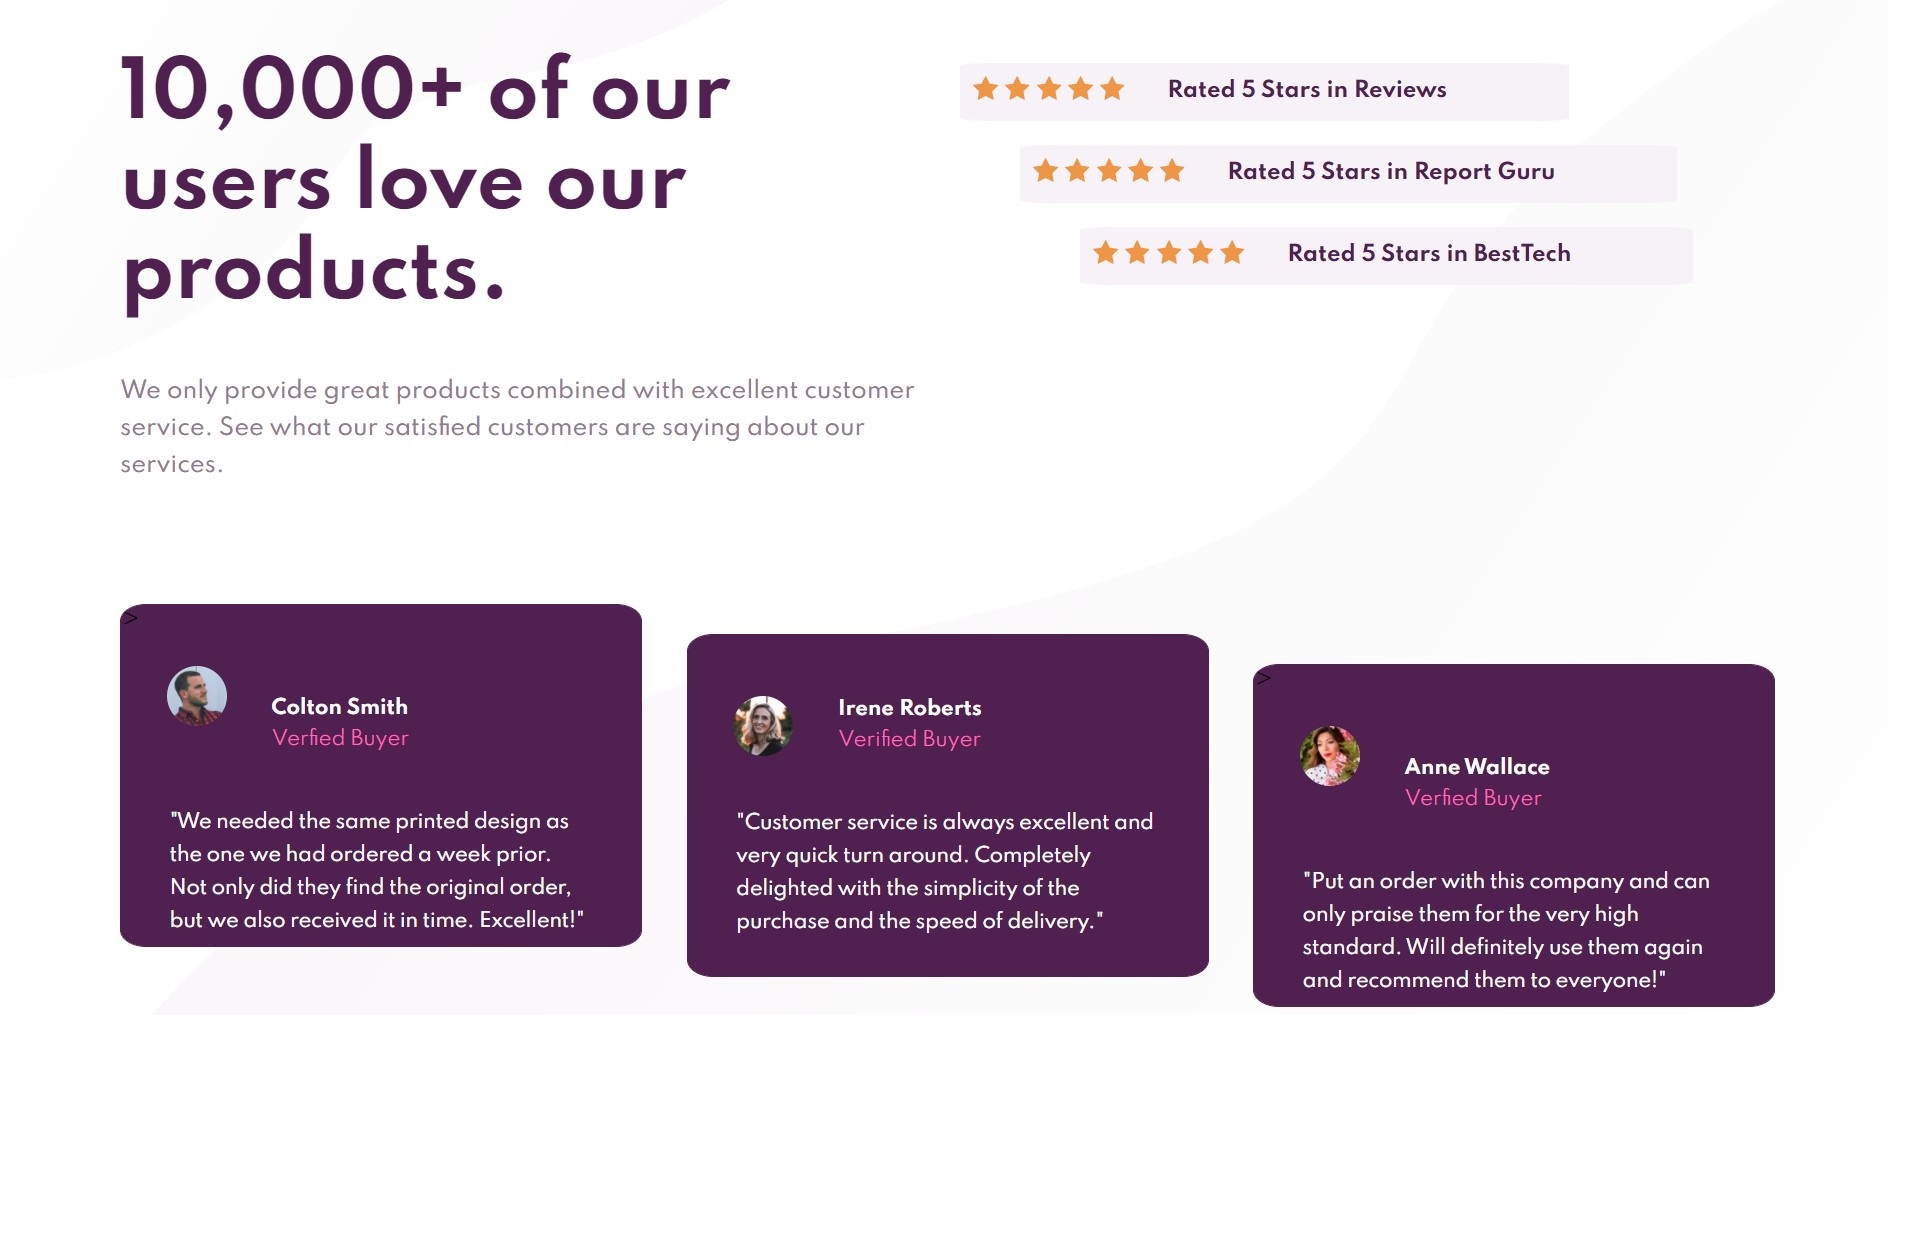 10,000+ of our
users love our
products.
We only provide great products combined with excellent customer
service. See what our satisfied customers are saying about our
services.
Rated 5 Stars in Reviews
Rated 5 Stars in Report Guru
Rated 5 Stars in BestTech
>
Colton Smith
Verfied Buyer
"We needed the same printed design as
the one we had ordered a week prior.
Not only did they find the original order,
but we also received it in time. Excellent!"
Irene Roberts
Verified Buyer
"Customer service is always excellent and
very quick turn around. Completely
delighted with the simplicity of the
purchase and the speed of delivery."
>
Anne Wallace
Verfied Buyer
"Put an order with this company and can
only praise them for the very high
standard. Will definitely use them again
and recommend them to everyone!"